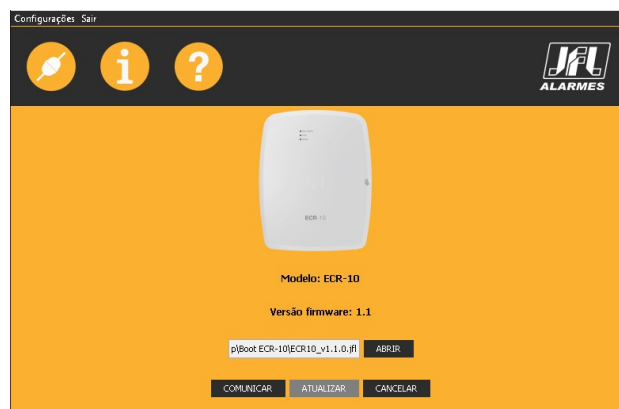 Configurações Sair
JFL
ALARMES
ECR-10
Modelo: ECR-10
Versão firmware: 1.1
p\Boot ECR-10\ECR10_v1.1.0.jfl ABRIR
COMUNICAR ATUALIZAR CANCELAR